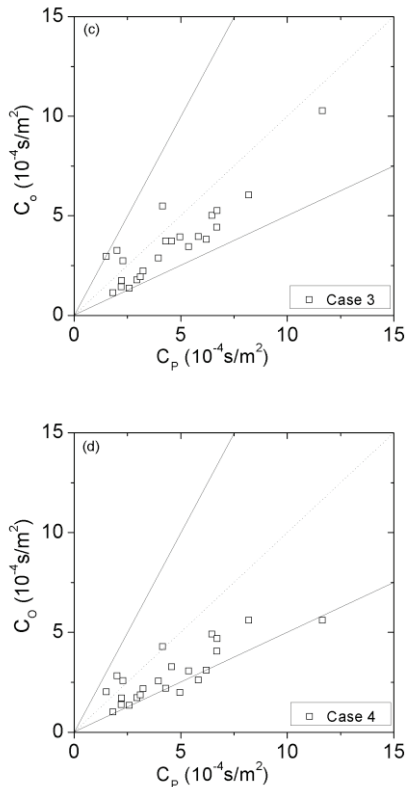 (c)
15
10
5
0
C_o (10^-4 s/m^2)
0 5 10 15
C_P (10^-4 s/m^2)
Case 3
(d)
15
10
5
0
C_O (10^-4 s/m^2)
0 5 10 15
C_P (10^-4 s/m^2)
Case 4